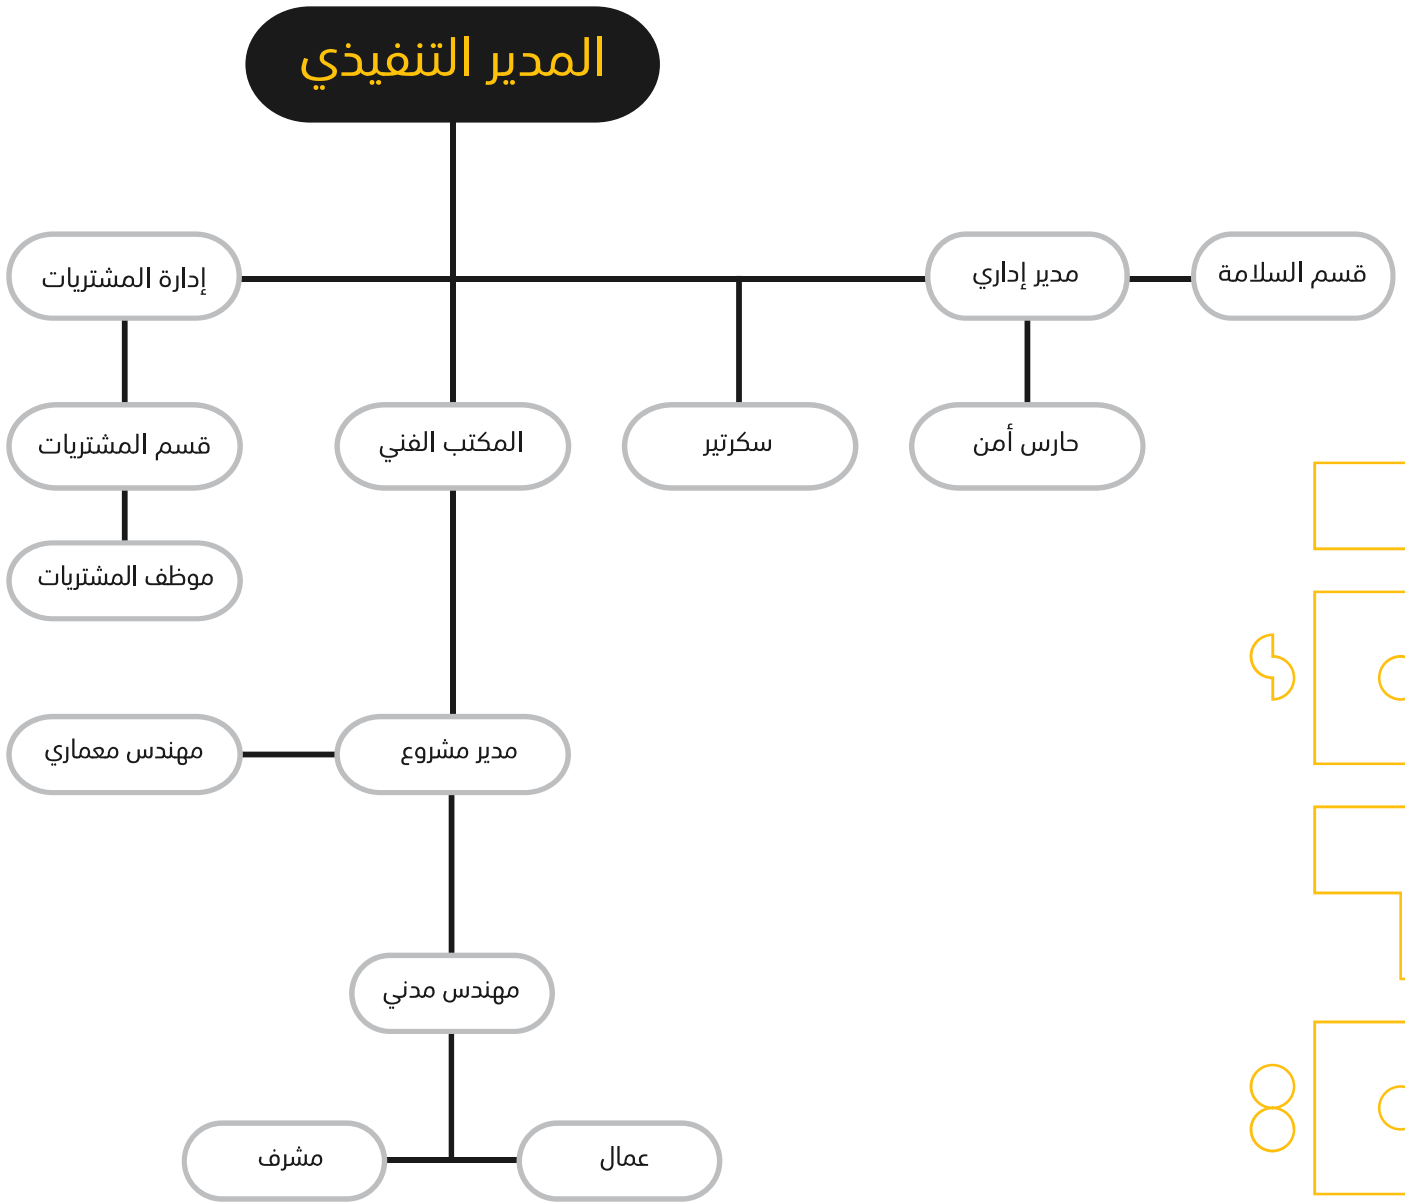 المدير التنفيذي
قسم السلامة
مدير إداري
إدارة المشتريات
حارس أمن
سكرتير
المكتب الفني
قسم المشتريات
موظف المشتريات
مدير مشروع
مهندس معماري
مهندس مدني
عمال
مشرف